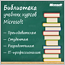 Библиотека
учебных курсов
Microsoft
Преподавателям
Студентам
Разработчикам
IT-профессионалам